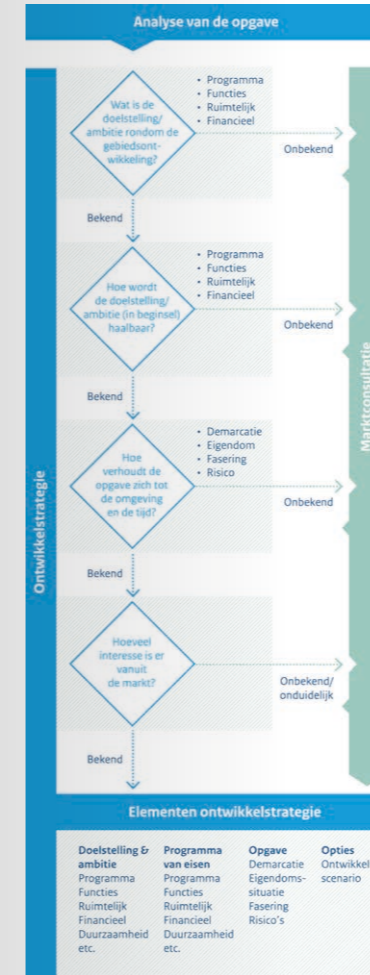 Analyse van de opgave
Wat is de
doelstelling/
ambitie rondom de
gebiedsont-
wikkeling?
• Programma
• Functies
• Ruimtelijk
• Financieel
Onbekend
Bekend
Hoe wordt
de doelstelling/
ambitie (in beginsel)
haalbaar?
• Programma
• Functies
• Ruimtelijk
• Financieel
Onbekend
Bekend
Hoe
verhoudt de
opgave zich tot
de omgeving
en de tijd?
• Demarcatie
• Eigendom
• Fasering
• Risico
Onbekend
Bekend
Hoeveel
interesse is er
vanuit
de markt?
Onbekend/
onduidelijk
Bekend
Ontwikkelstrategie
Marktconsultatie
Elementen ontwikkelstrategie
Doelstelling &
ambitie
Programma
Functies
Ruimtelijk
Financieel
Duurzaamheid
etc.
Programma
van eisen
Programma
Functies
Ruimtelijk
Financieel
Duurzaamheid
etc.
Opgave
Demarcatie
Eigendoms-
situatie
Fasering
Risico's
Opties
Ontwikkel
scenario